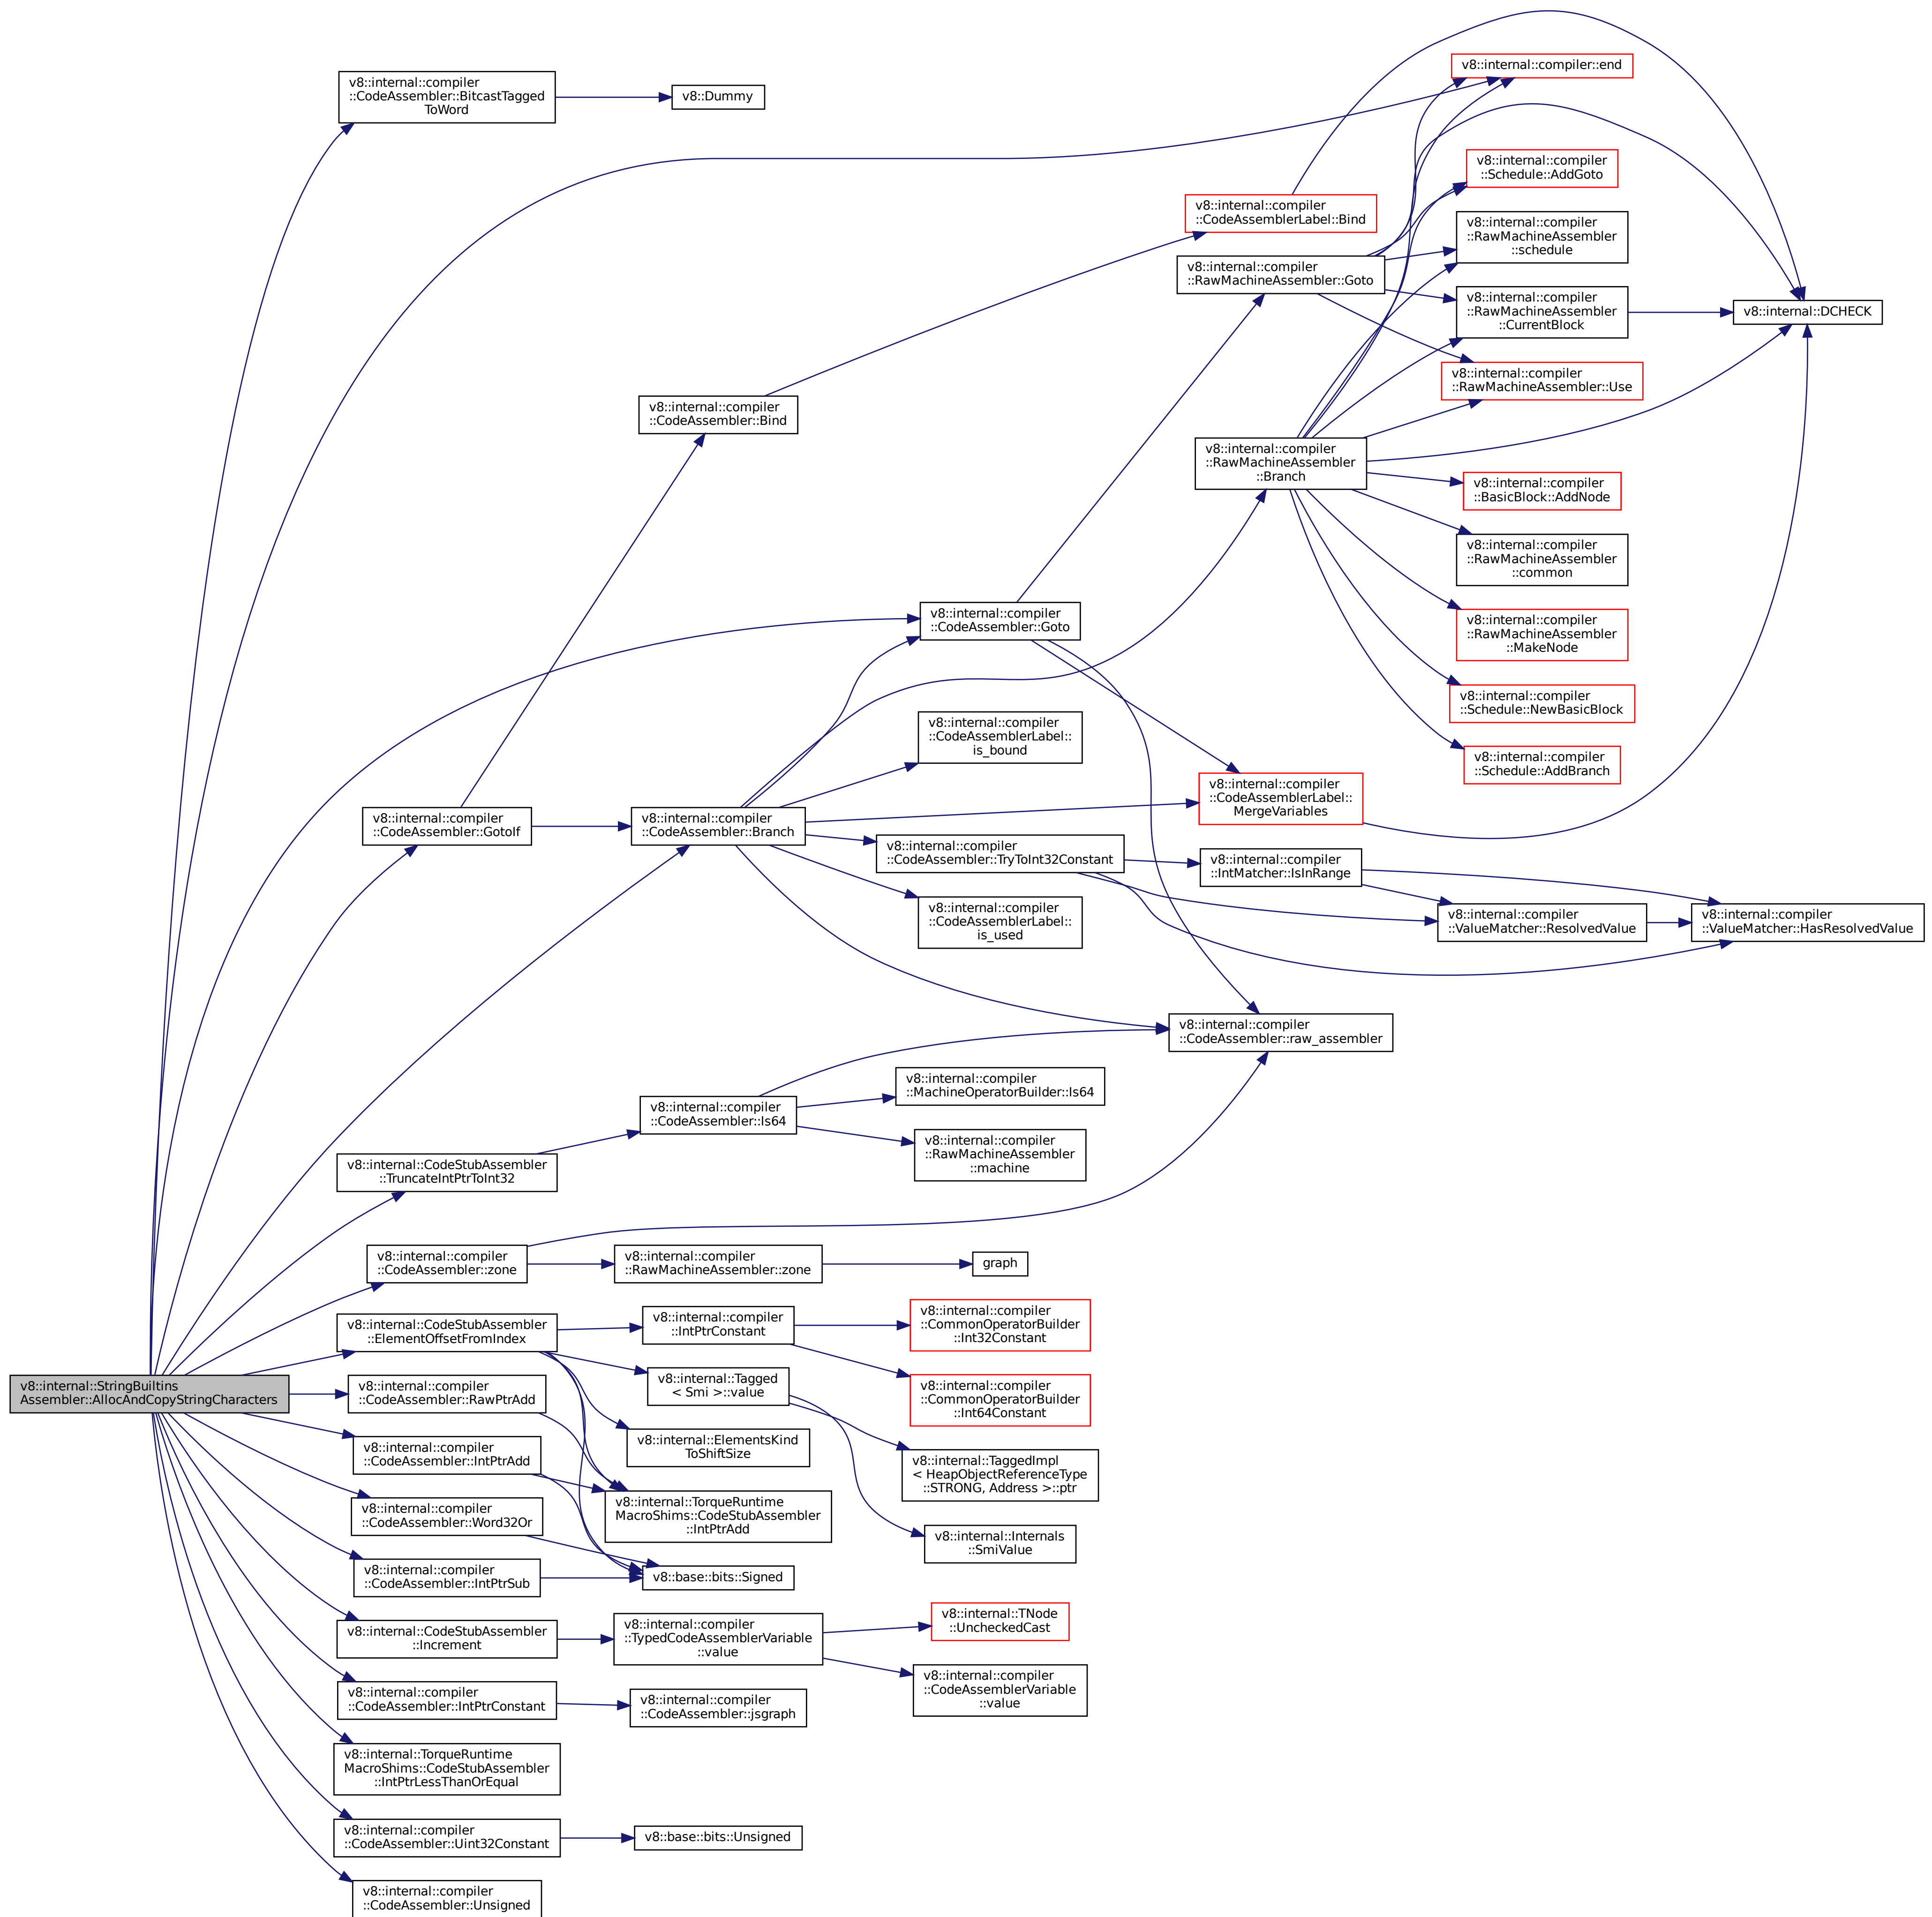 v8::internal::StringBuiltins
Assembler::AllocAndCopyStringCharacters
v8::internal::compiler
::CodeAssembler::BitcastTagged
ToWord
v8::Dummy
v8::internal::compiler::end
v8::internal::compiler
::Schedule::AddGoto
v8::internal::compiler
::CodeAssemblerLabel::Bind
v8::internal::compiler
::RawMachineAssembler
::schedule
v8::internal::compiler
::RawMachineAssembler::Goto
v8::internal::compiler
::RawMachineAssembler
::CurrentBlock
v8::internal::DCHECK
v8::internal::compiler
::RawMachineAssembler::Use
v8::internal::compiler
::CodeAssembler::Bind
v8::internal::compiler
::RawMachineAssembler
::Branch
v8::internal::compiler
::BasicBlock::AddNode
v8::internal::compiler
::RawMachineAssembler
::common
v8::internal::compiler
::CodeAssembler::Goto
v8::internal::compiler
::RawMachineAssembler
::MakeNode
v8::internal::compiler
::Schedule::NewBasicBlock
v8::internal::compiler
::CodeAssemblerLabel::
is_bound
v8::internal::compiler
::Schedule::AddBranch
v8::internal::compiler
::CodeAssemblerLabel::
MergeVariables
v8::internal::compiler
::CodeAssembler::GotoIf
v8::internal::compiler
::CodeAssembler::Branch
v8::internal::compiler
::CodeAssembler::TryToInt32Constant
v8::internal::compiler
::IntMatcher::IsInRange
v8::internal::compiler
::CodeAssemblerLabel::
is_used
v8::internal::compiler
::ValueMatcher::ResolvedValue
v8::internal::compiler
::ValueMatcher::HasResolvedValue
v8::internal::compiler
::CodeAssembler::raw_assembler
v8::internal::compiler
::MachineOperatorBuilder::Is64
v8::internal::compiler
::CodeAssembler::Is64
v8::internal::compiler
::RawMachineAssembler
::machine
v8::internal::CodeStubAssembler
::TruncateIntPtrToInt32
v8::internal::compiler
::CodeAssembler::zone
v8::internal::compiler
::RawMachineAssembler::zone
graph
v8::internal::CodeStubAssembler
::ElementOffsetFromIndex
v8::internal::compiler
::IntPtrConstant
v8::internal::compiler
::CommonOperatorBuilder
::Int32Constant
v8::internal::Tagged
< Smi >::value
v8::internal::compiler
::CommonOperatorBuilder
::Int64Constant
v8::internal::compiler
::CodeAssembler::RawPtrAdd
v8::internal::ElementsKind
ToShiftSize
v8::internal::TaggedImpl
< HeapObjectReferenceType
::STRONG, Address >::ptr
v8::internal::compiler
::CodeAssembler::IntPtrAdd
v8::internal::TorqueRuntime
MacroShims::CodeStubAssembler
::IntPtrAdd
v8::internal::compiler
::CodeAssembler::Word32Or
v8::internal::Internals
::SmiValue
v8::internal::compiler
::CodeAssembler::IntPtrSub
v8::base::bits::Signed
v8::internal::CodeStubAssembler
::Increment
v8::internal::compiler
::TypedCodeAssemblerVariable
::value
v8::internal::TNode
::UncheckedCast
v8::internal::compiler
::CodeAssemblerVariable
::value
v8::internal::compiler
::CodeAssembler::IntPtrConstant
v8::internal::compiler
::CodeAssembler::jsgraph
v8::internal::TorqueRuntime
MacroShims::CodeStubAssembler
::IntPtrLessThanOrEqual
v8::internal::compiler
::CodeAssembler::Uint32Constant
v8::base::bits::Unsigned
v8::internal::compiler
::CodeAssembler::Unsigned